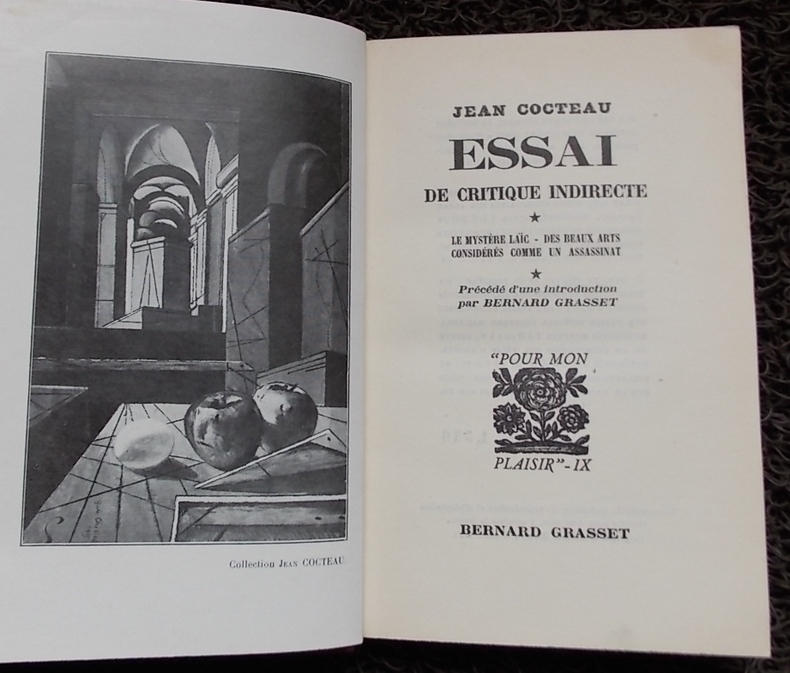 Collection JEAN COCTEAU
JEAN COCTEAU
ESSAI
DE CRITIQUE INDIRECTE
★
LE MYSTÈRE LAÏC - DES BEAUX ARTS
CONSIDÉRÉS COMME UN ASSASSINAT
★
Précédé d'une introduction
par BERNARD GRASSET
“POUR MON
PLAISIR”-IX
BERNARD GRASSET